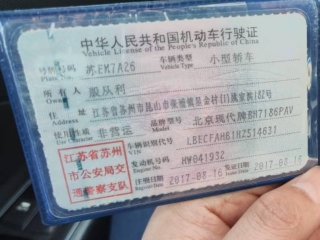 中华人民共和国机动车行驶证
Vehicle License of the People's Republic of China
号牌号码 苏EM7A26 车辆类型 小型轿车
Plate No. Vehicle Type
所有人 殷从利
Owner
住址 江苏省苏州市昆山市张浦镇
Address
使用性质 非营运 品牌型号 北京现代牌BH7186PAV
江苏省苏州市公安局交通警察支队
车辆识别代号 LBECFAHB1HZ514631
VIN
发动机号码 HW041932
Engine No.
注册日期 2017-08-16 发证日期 2017-08-16